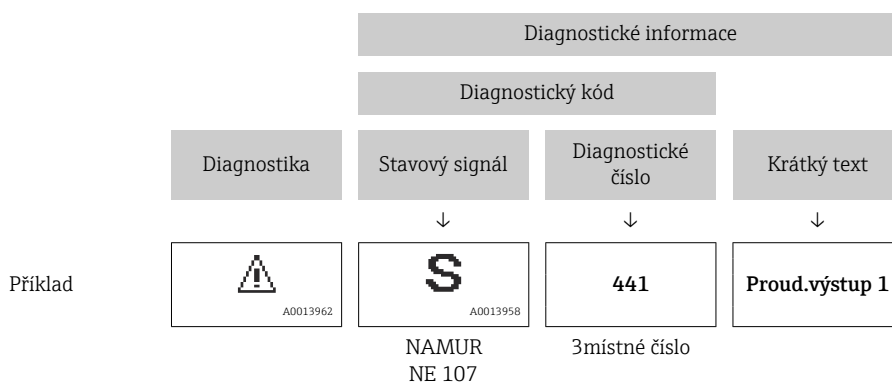 Diagnostické informace
Diagnostický kód
Diagnostika
Stavový signál
Diagnostické
číslo
Krátký text
↓ ↓ ↓
Příklad
A0013962
S
A0013958
441
Proud.výstup 1
NAMUR
NE 107
3místné číslo